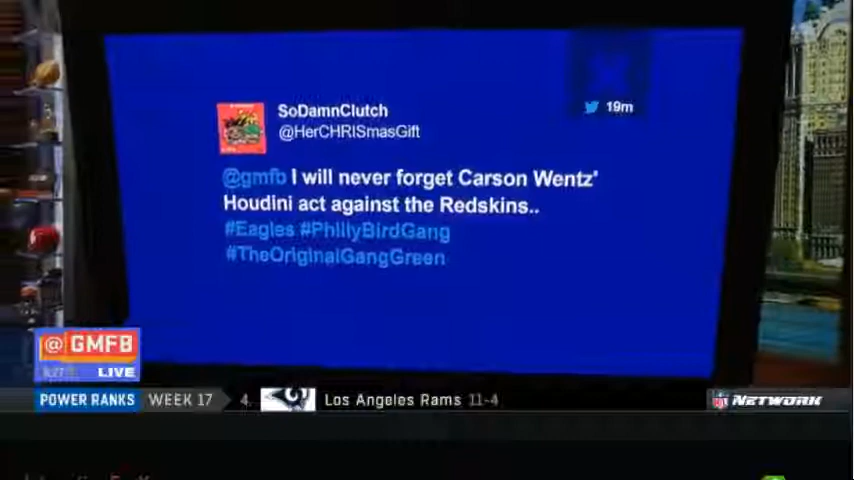 SoDamnClutch
19m
@HerCHRISmasGift
@gmfb I will never forget Carson Wentz'
Houdini act against the Redskins..
#Eagles #PhillyBirdGang
#TheOriginalGangGreen
@ GMFB
LIVE
POWER RANKS WEEK 17 4. Los Angeles Rams 11-4
NFL NETWORK